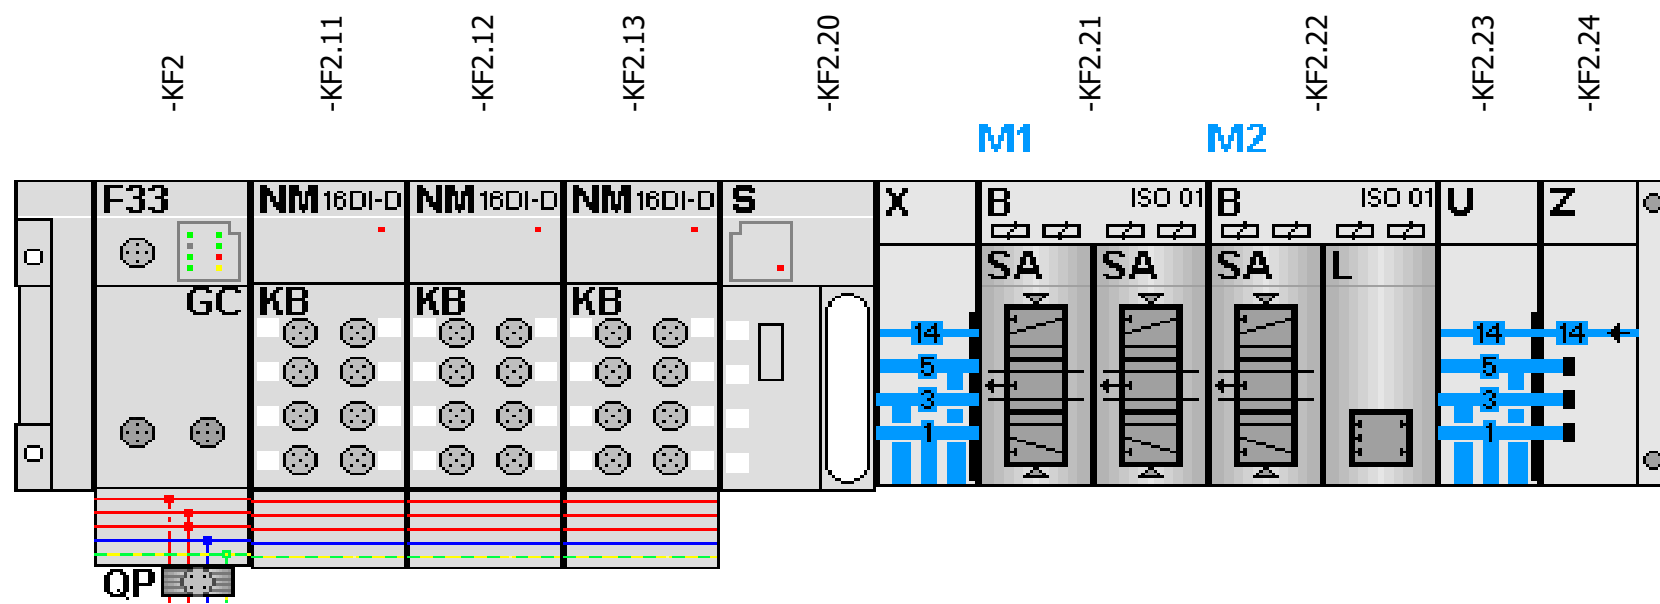 -KF2
-KF2.11
-KF2.12
-KF2.13
-KF2.20
-KF2.21
-KF2.22
-KF2.23
-KF2.24
M1
M2
F33
NM 16DI-D
NM 16DI-D
NM 16DI-D
S
X
B
ISO 01
B
ISO 01
U
Z
SA
SA
SA
L
GC
KB
KB
KB
14
14
14
5
5
3
3
1
1
QP